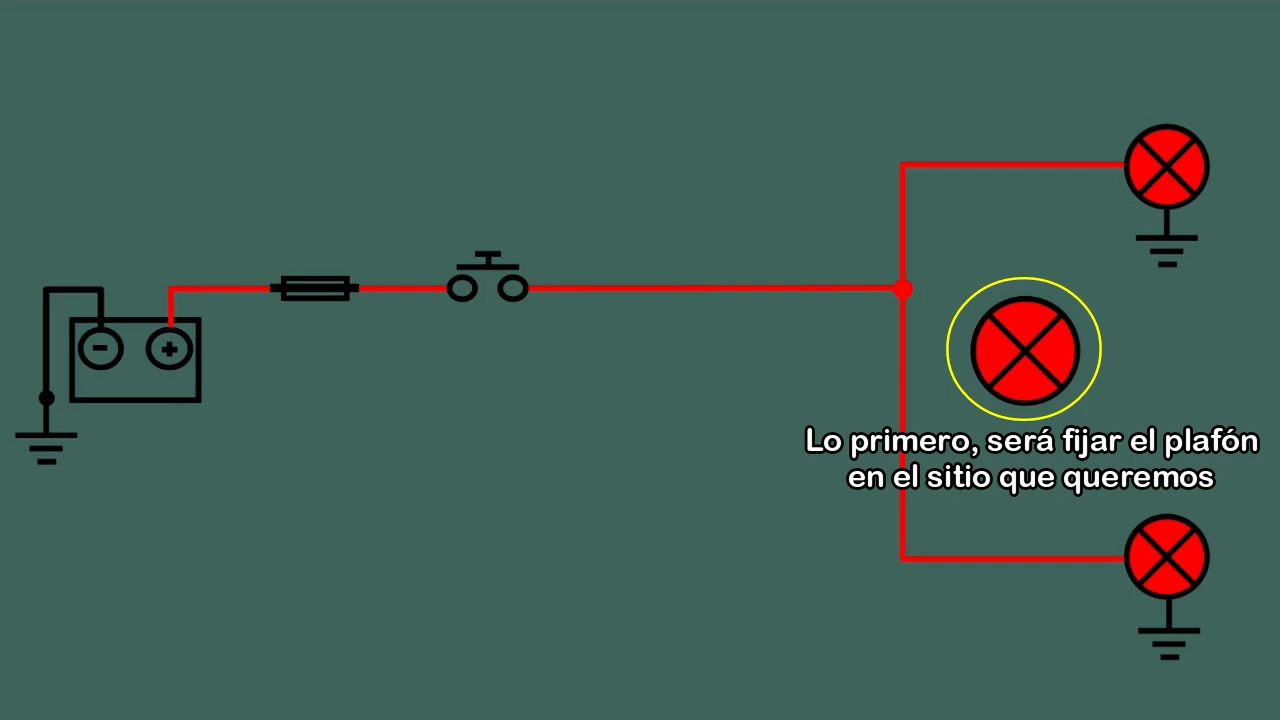 - +
Lo primero, será fijar el plafón
en el sitio que queremos